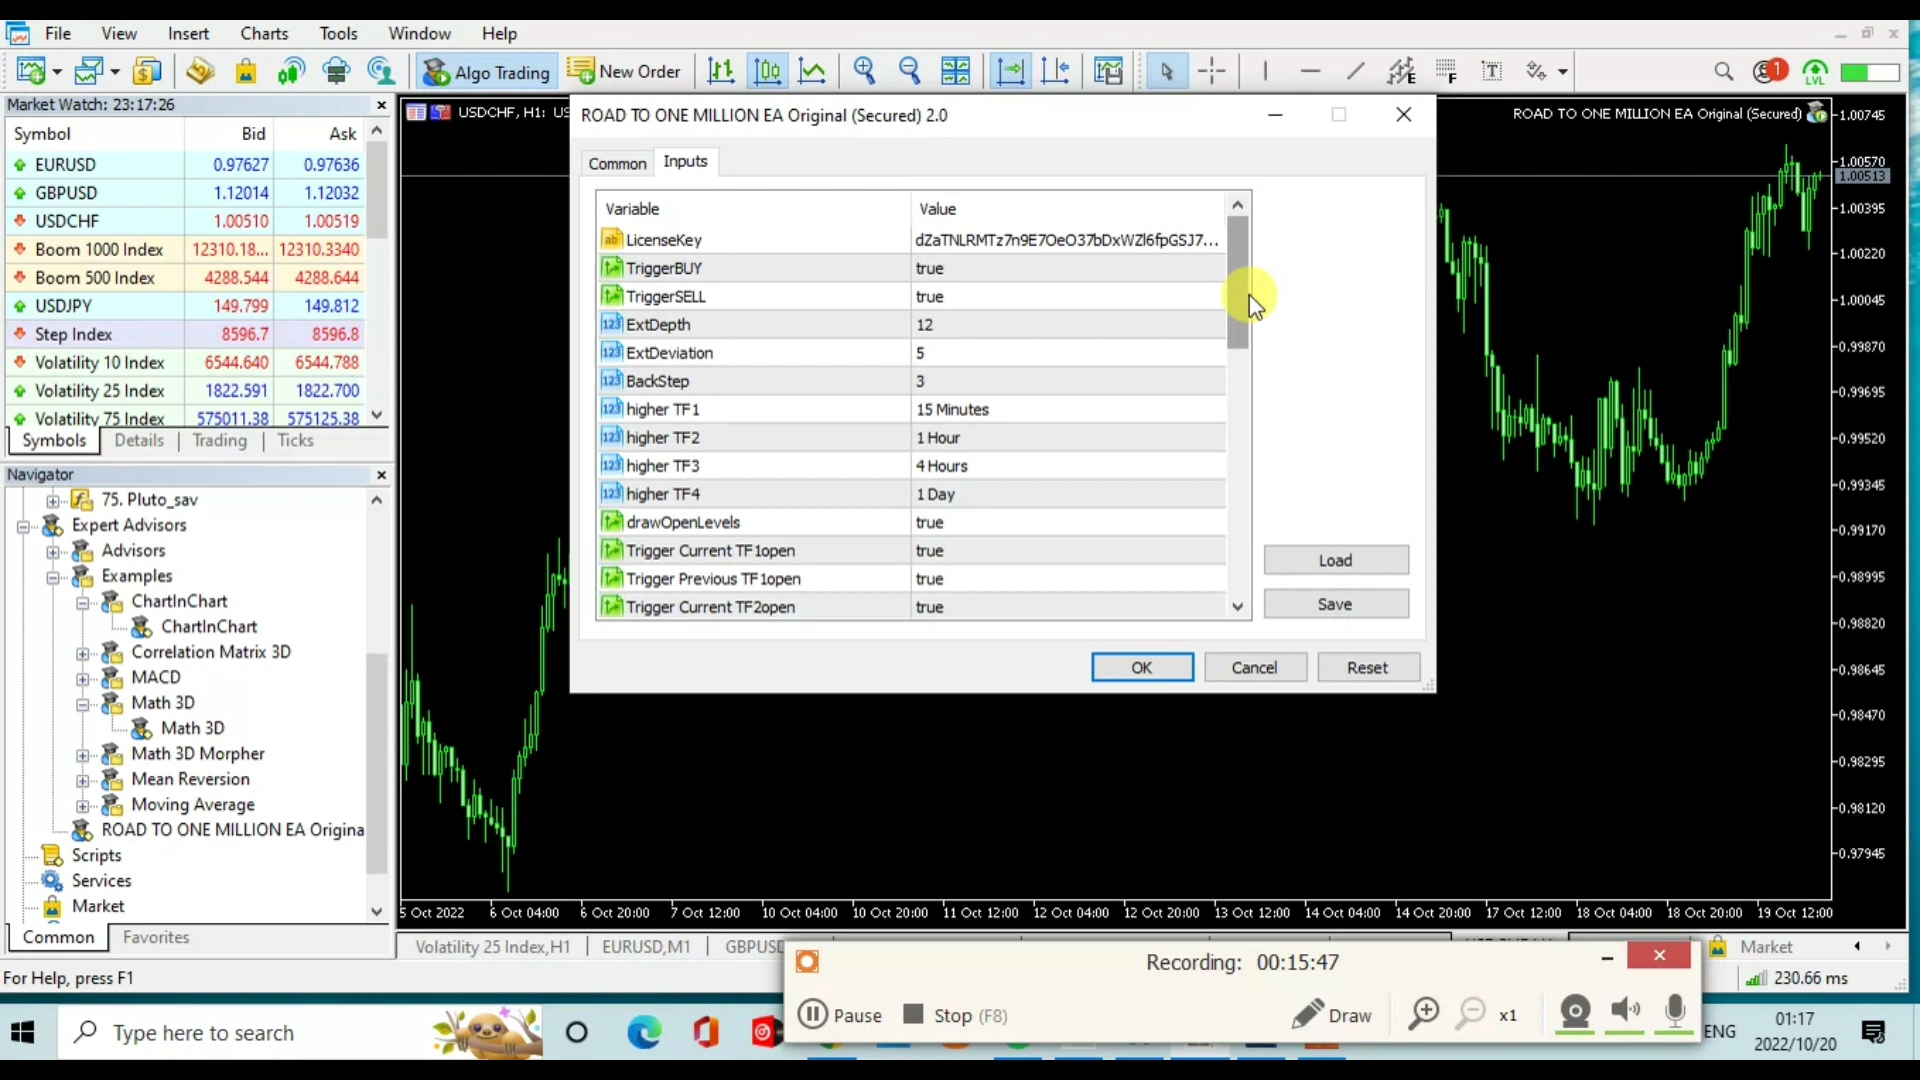 File View Insert Charts Tools Window Help
Algo Trading New Order
1
LVL
Market Watch: 23:17:26
Symbol Bid Ask
EURUSD 0.97627 0.97636
GBPUSD 1.12014 1.12032
USDCHF 1.00510 1.00519
Boom 1000 Index 12310.18... 12310.3340
Boom 500 Index 4288.544 4288.644
USDJPY 149.799 149.812
Step Index 8596.7 8596.8
Volatility 10 Index 6544.640 6544.788
Volatility 25 Index 1822.591 1822.700
Volatility 75 Index 575011.38 575125.38
Symbols Details Trading Ticks
Navigator
75. Pluto_sav
Expert Advisors
Advisors
Examples
ChartInChart
ChartInChart
Correlation Matrix 3D
MACD
Math 3D
Math 3D
Math 3D Morpher
Mean Reversion
Moving Average
ROAD TO ONE MILLION EA Origina
Scripts
Services
Market
Common Favorites
For Help, press F1
USDCHF, H1: US
ROAD TO ONE MILLION EA Original (Secured)
ROAD TO ONE MILLION EA Original (Secured) 2.0
Common Inputs
Variable Value
LicenseKey dZaTNLRMTz7n9E7OeO37bDxWZl6fpGSJ7...
TriggerBUY true
TriggerSELL true
ExtDepth 12
ExtDeviation 5
BackStep 3
higher TF1 15 Minutes
higher TF2 1 Hour
higher TF3 4 Hours
higher TF4 1 Day
drawOpenLevels true
Trigger Current TF1open true
Trigger Previous TF1open true
Trigger Current TF2open true
Load
Save
OK Cancel Reset
1.00745
1.00570
1.00513
1.00395
1.00220
1.00045
0.99870
0.99695
0.99520
0.99345
0.99170
0.98995
0.98820
0.98645
0.98470
0.98295
0.98120
0.97945
5 Oct 2022 6 Oct 04:00 6 Oct 20:00 7 Oct 12:00 10 Oct 04:00 10 Oct 20:00 11 Oct 12:00 12 Oct 04:00 12 Oct 20:00 13 Oct 12:00 14 Oct 04:00 14 Oct 20:00 17 Oct 12:00 18 Oct 04:00 18 Oct 20:00 19 Oct 12:00
Volatility 25 Index,H1 EURUSD,M1 GBPUSD
Market
230.66 ms
Recording: 00:15:47
Pause Stop (F8) Draw x1
Type here to search
ENG
01:17
2022/10/20